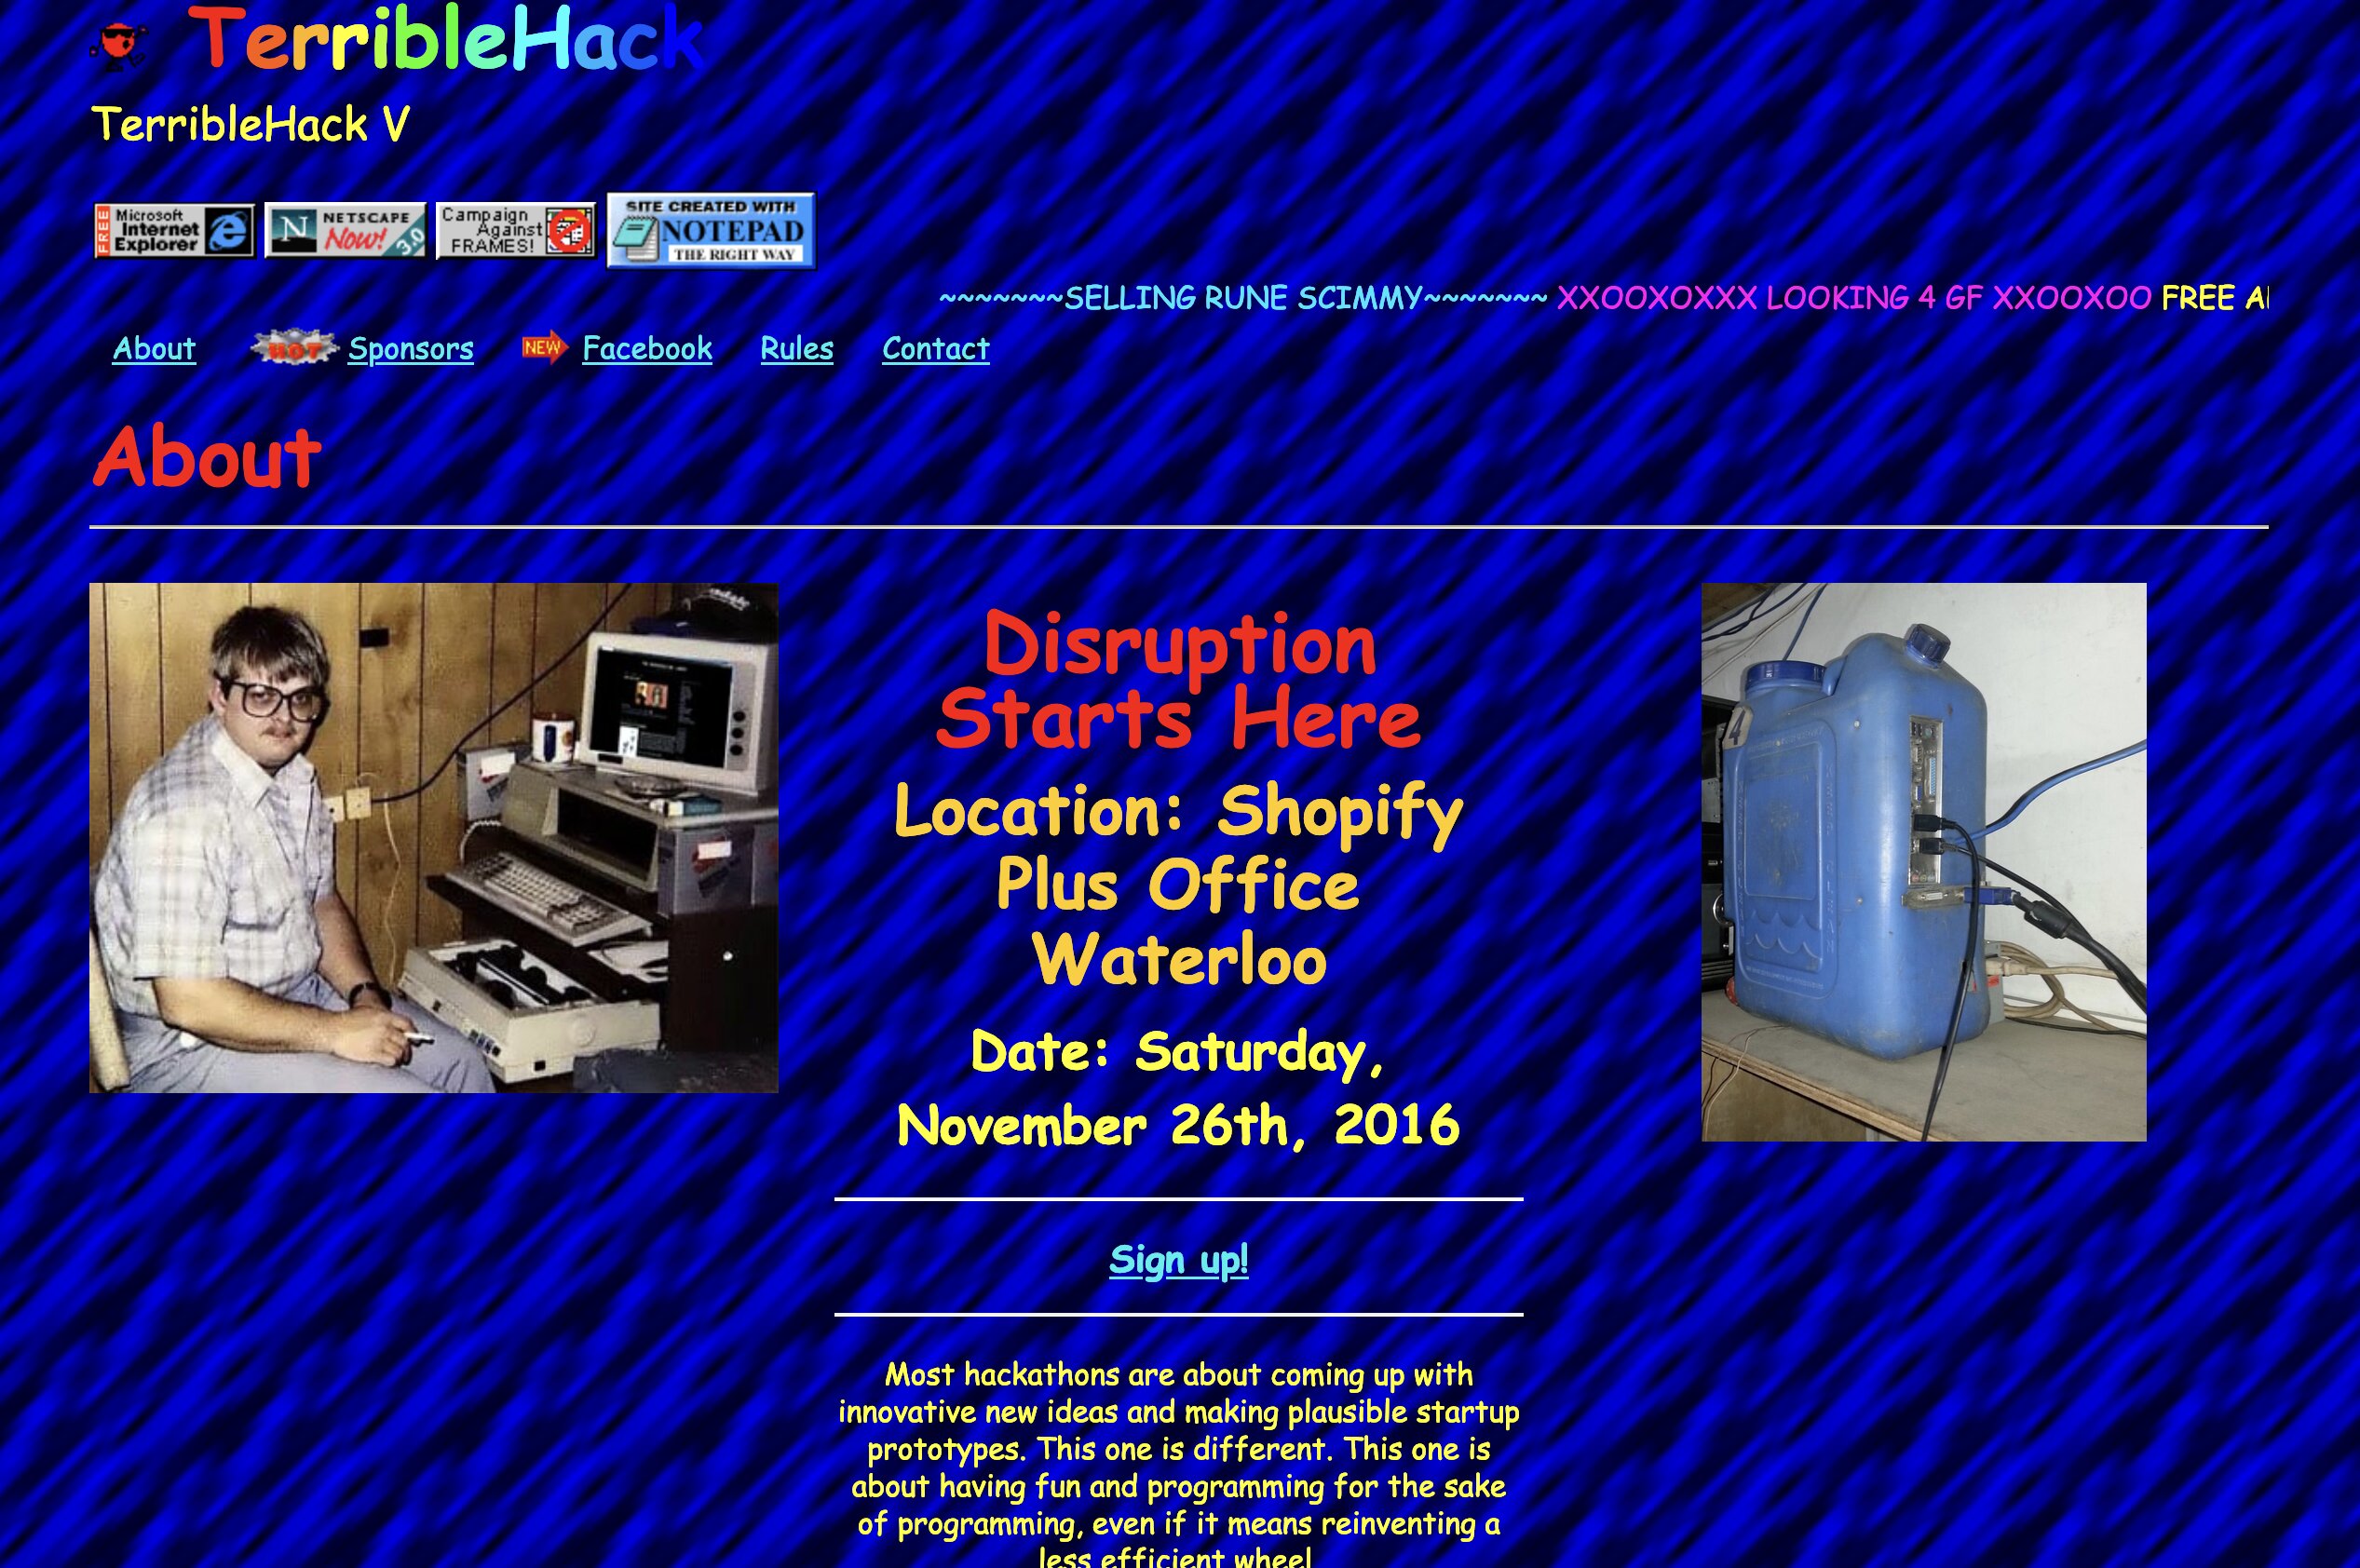 TerribleHack
TerribleHack V
FREE
Microsoft
Internet
Explorer
N NETSCAPE
Now! 3.0
Campaign
Against
FRAMES!
SITE CREATED WITH
NOTEPAD
THE RIGHT WAY
~~~~~~~SELLING RUNE SCIMMY~~~~~~~ XXOOXOXXX LOOKING 4 GF XXOOXOO FREE
About HOT Sponsors NEW Facebook Rules Contact
About
Disruption
Starts Here
Location: Shopify
Plus Office
Waterloo
Date: Saturday,
November 26th, 2016
4
Sign up!
Most hackathons are about coming up with
innovative new ideas and making plausible startup
prototypes. This one is different. This one is
about having fun and programming for the sake
of programming, even if it means reinventing a
less efficient wheel